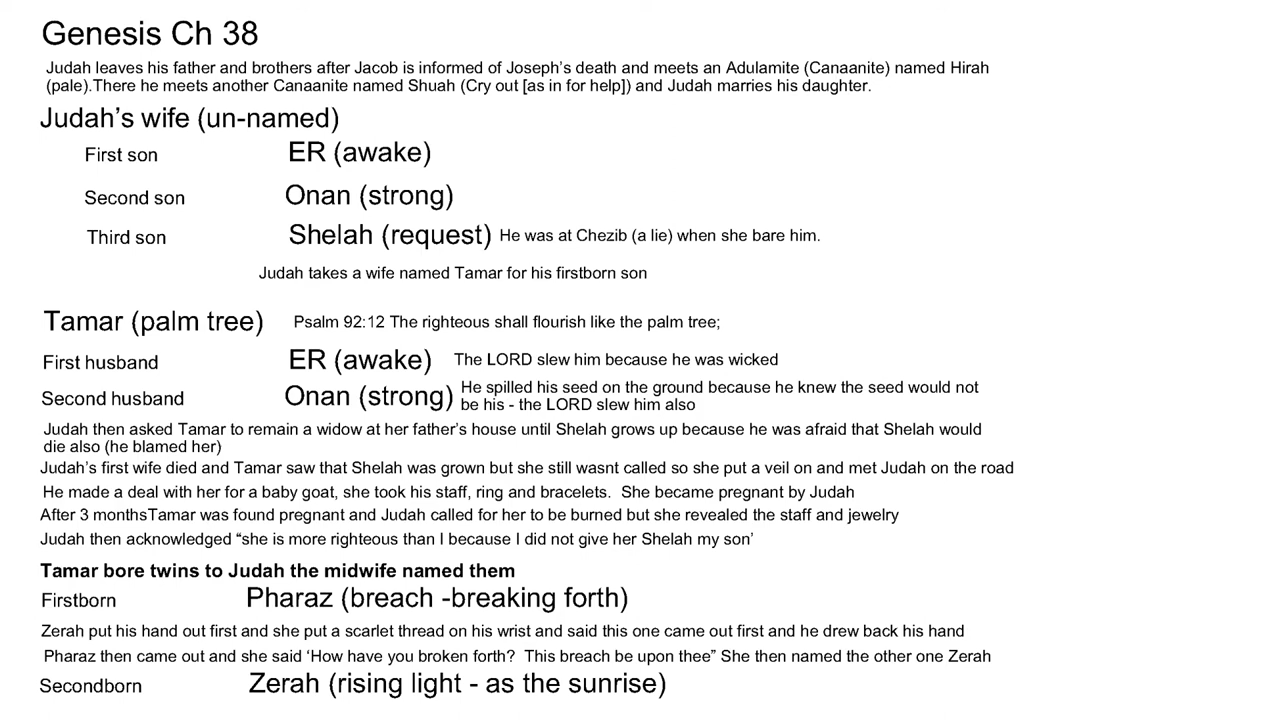 Genesis Ch 38
Judah leaves his father and brothers after Jacob is informed of Joseph's death and meets an Adulamite (Canaanite) named Hirah
(pale).There he meets another Canaanite named Shuah (Cry out [as in for help]) and Judah marries his daughter.
Judah's wife (un-named)
First son ER (awake)
Second son Onan (strong)
Third son Shelah (request) He was at Chezib (a lie) when she bare him.
Judah takes a wife named Tamar for his firstborn son
Tamar (palm tree) Psalm 92:12 The righteous shall flourish like the palm tree;
First husband ER (awake) The LORD slew him because he was wicked
Second husband Onan (strong) He spilled his seed on the ground because he knew the seed would not
be his - the LORD slew him also
Judah then asked Tamar to remain a widow at her father's house until Shelah grows up because he was afraid that Shelah would
die also (he blamed her)
Judah's first wife died and Tamar saw that Shelah was grown but she still wasnt called so she put a veil on and met Judah on the road
He made a deal with her for a baby goat, she took his staff, ring and bracelets. She became pregnant by Judah
After 3 monthsTamar was found pregnant and Judah called for her to be burned but she revealed the staff and jewelry
Judah then acknowledged “she is more righteous than I because I did not give her Shelah my son’
Tamar bore twins to Judah the midwife named them
Firstborn Pharaz (breach -breaking forth)
Zerah put his hand out first and she put a scarlet thread on his wrist and said this one came out first and he drew back his hand
Pharaz then came out and she said ‘How have you broken forth? This breach be upon thee” She then named the other one Zerah
Secondborn Zerah (rising light - as the sunrise)